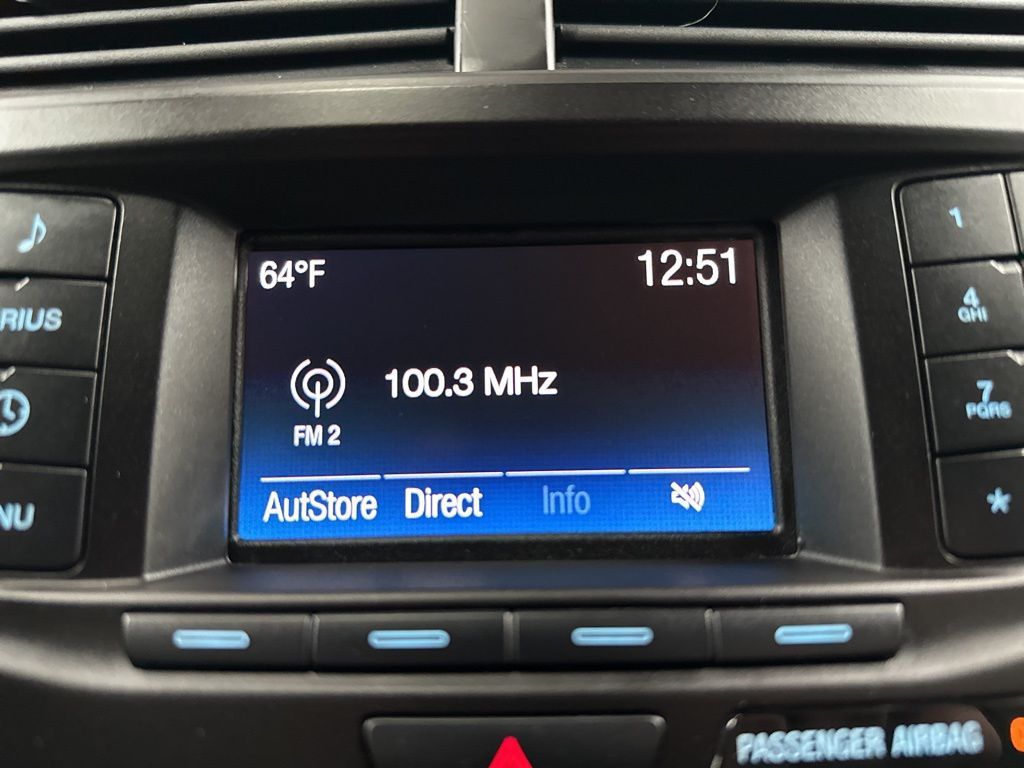 64°F
12:51
100.3 MHz
FM 2
AutStore
Direct
Info
RIUS
NU
1
4
GHI
7
PQRS
*
PASSENGER AIRBAG